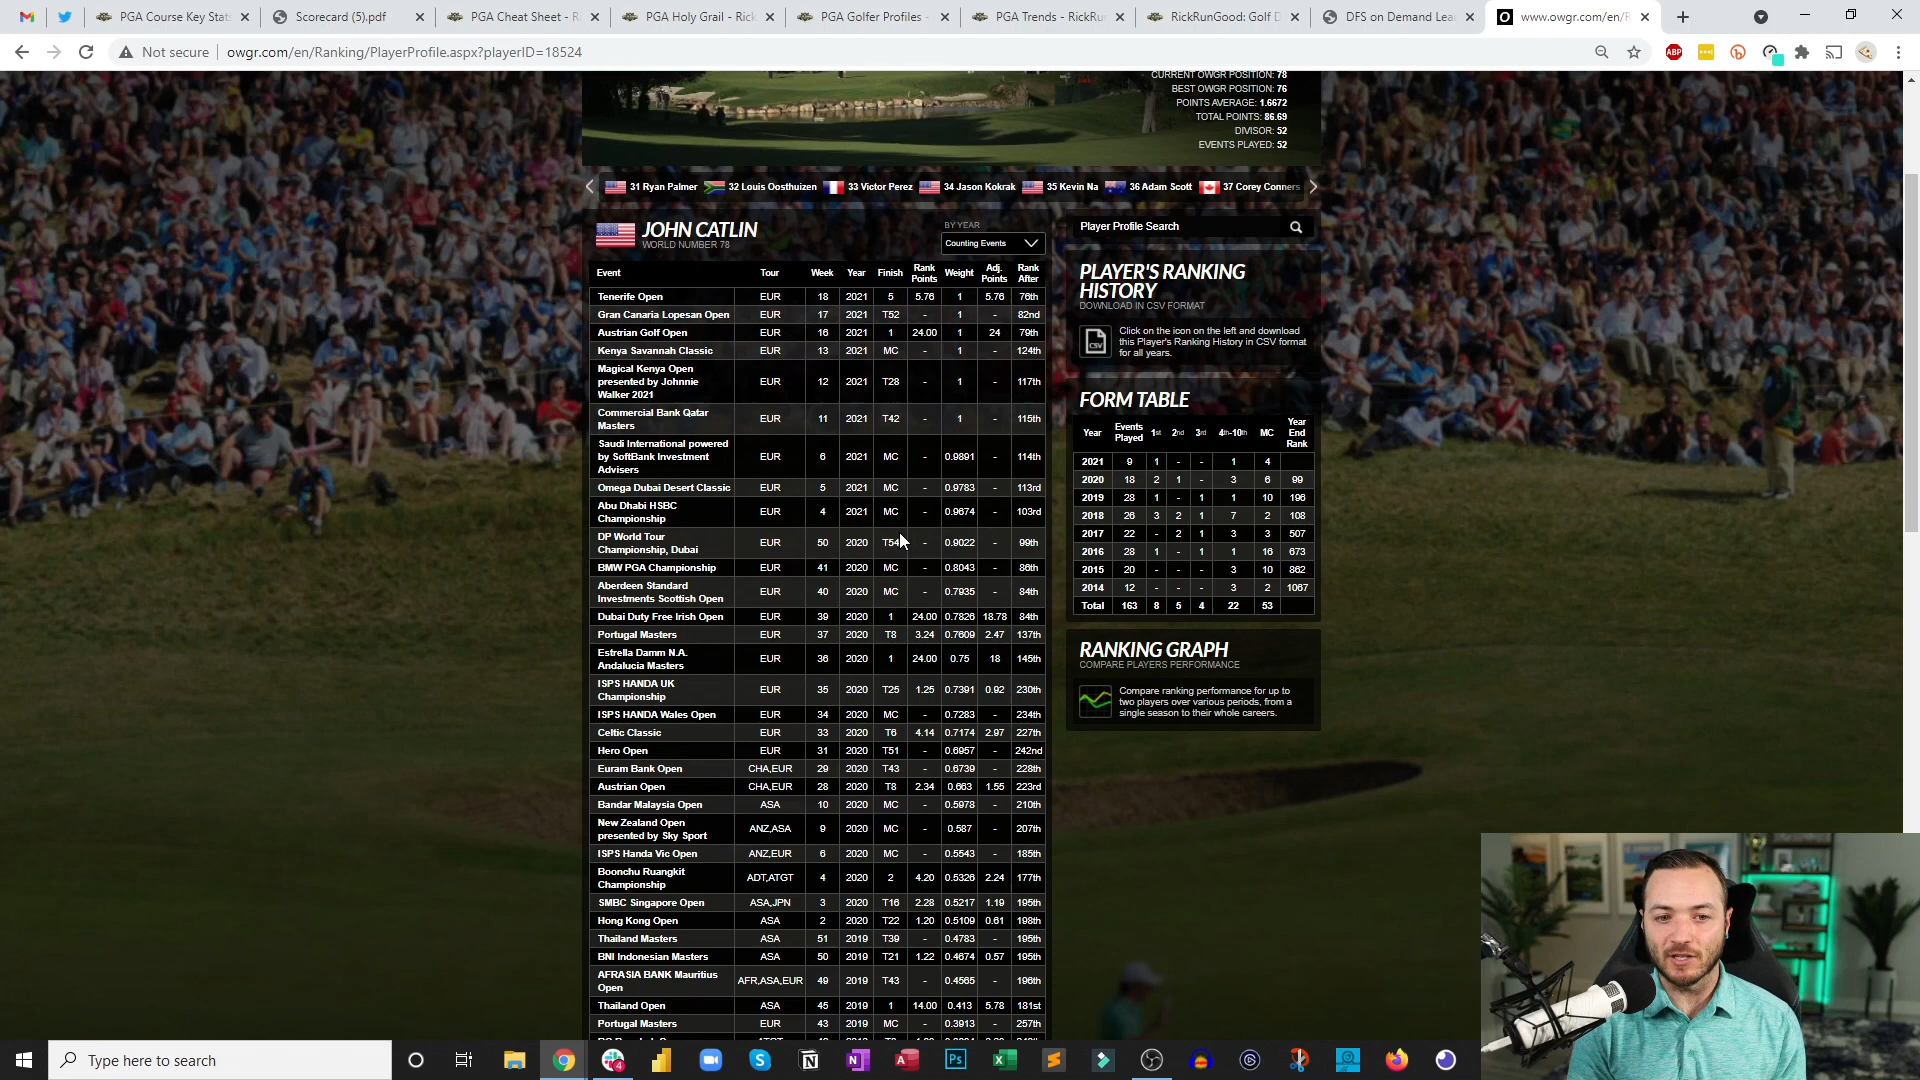 PGA Course Key Stats
Scorecard (5).pdf
PGA Cheat Sheet - R
PGA Holy Grail - Rick
PGA Golfer Profiles -
PGA Trends - RickRu
RickRunGood: Golf D
DFS on Demand Lea
www.owgr.com/en/R
Not secure
owgr.com/en/Ranking/PlayerProfile.aspx?playerID=18524
ABP
CURRENT OWGR POSITION: 78
BEST OWGR POSITION: 76
POINTS AVERAGE: 1.6672
TOTAL POINTS: 86.69
DIVISOR: 52
EVENTS PLAYED: 52
31 Ryan Palmer 32 Louis Oosthuizen 33 Victor Perez 34 Jason Kokrak 35 Kevin Na 36 Adam Scott 37 Corey Conners
JOHN CATLIN
WORLD NUMBER 78
BY YEAR
Counting Events
Event Tour Week Year Finish Rank Points Weight Adj. Points Rank After
Tenerife Open EUR 18 2021 5 5.76 1 5.76 76th
Gran Canaria Lopesan Open EUR 17 2021 T52 - 1 - 82nd
Austrian Golf Open EUR 16 2021 1 24.00 1 24 79th
Kenya Savannah Classic EUR 13 2021 MC - 1 - 124th
Magical Kenya Open
presented by Johnnie
Walker 2021 EUR 12 2021 T28 - 1 - 117th
Commercial Bank Qatar
Masters EUR 11 2021 T42 - 1 - 115th
Saudi International powered
by SoftBank Investment
Advisers EUR 6 2021 MC - 0.9891 - 114th
Omega Dubai Desert Classic EUR 5 2021 MC - 0.9783 - 113rd
Abu Dhabi HSBC
Championship EUR 4 2021 MC - 0.9674 - 103rd
DP World Tour
Championship, Dubai EUR 50 2020 T54 - 0.9022 - 99th
BMW PGA Championship EUR 41 2020 MC - 0.8043 - 86th
Aberdeen Standard
Investments Scottish Open EUR 40 2020 MC - 0.7935 - 84th
Dubai Duty Free Irish Open EUR 39 2020 1 24.00 0.7826 18.78 84th
Portugal Masters EUR 37 2020 T8 3.24 0.7609 2.47 137th
Estrella Damm N.A.
Andalucia Masters EUR 36 2020 1 24.00 0.75 18 145th
ISPS HANDA UK
Championship EUR 35 2020 T25 1.25 0.7391 0.92 230th
ISPS HANDA Wales Open EUR 34 2020 MC - 0.7283 - 234th
Celtic Classic EUR 33 2020 T6 4.14 0.7174 2.97 227th
Hero Open EUR 31 2020 T51 - 0.6957 - 242nd
Euram Bank Open CHA,EUR 29 2020 T43 - 0.6739 - 228th
Austrian Open CHA,EUR 28 2020 T8 2.34 0.663 1.55 223rd
Bandar Malaysia Open ASA 10 2020 MC - 0.5978 - 210th
New Zealand Open
presented by Sky Sport ANZ,ASA 9 2020 MC - 0.587 - 207th
ISPS Handa Vic Open ANZ,EUR 6 2020 MC - 0.5543 - 185th
Boonchu Ruangkit
Championship ADT,ATGT 4 2020 2 4.20 0.5326 2.24 177th
SMBC Singapore Open ASA,JPN 3 2020 T16 2.28 0.5217 1.19 195th
Hong Kong Open ASA 2 2020 T22 1.20 0.5109 0.61 198th
Thailand Masters ASA 51 2019 T39 - 0.4783 - 195th
BNI Indonesian Masters ASA 50 2019 T21 1.22 0.4674 0.57 195th
AFRASIA BANK Mauritius
Open AFR,ASA,EUR 49 2019 T43 - 0.4565 - 196th
Thailand Open ASA 45 2019 1 14.00 0.413 5.78 181st
Portugal Masters EUR 43 2019 MC - 0.3913 - 257th
Player Profile Search
PLAYER'S RANKING
HISTORY
DOWNLOAD IN CSV FORMAT
CSV
Click on the icon on the left and download
this Player's Ranking History in CSV format
for all years.
FORM TABLE
Year Events Played 1st 2nd 3rd 4th-10th MC Year End Rank
2021 9 1 - - 1 4
2020 18 2 1 - 3 6 99
2019 28 1 - 1 1 10 196
2018 26 3 2 1 7 2 108
2017 22 - 2 1 3 3 507
2016 28 1 - 1 1 16 673
2015 20 - - - 3 10 862
2014 12 - - - 3 2 1067
Total 163 8 5 4 22 53
RANKING GRAPH
COMPARE PLAYERS PERFORMANCE
Compare ranking performance for up to
two players over various periods, from a
single season to their whole careers.
Type here to search
4
Ps